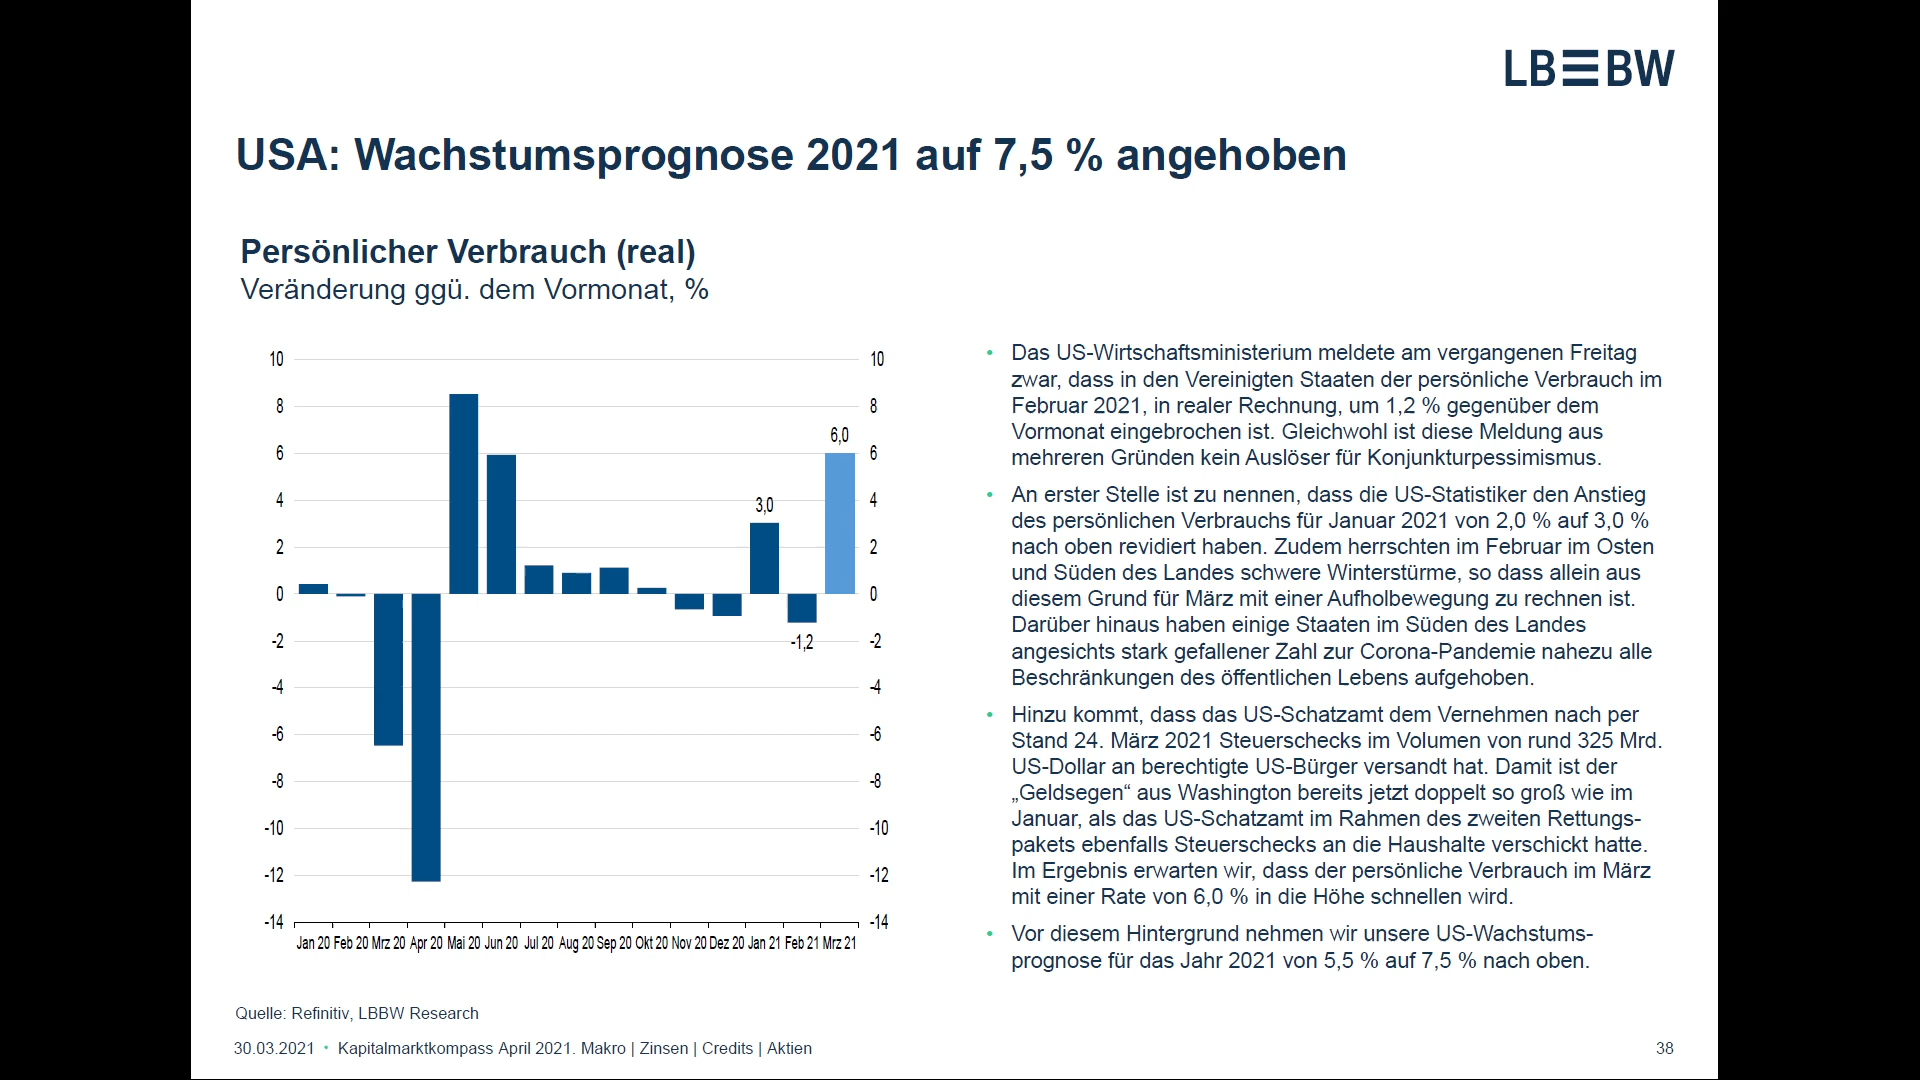 LBBW
USA: Wachstumsprognose 2021 auf 7,5 % angehoben
Persönlicher Verbrauch (real)
Veränderung ggü. dem Vormonat, %
10 10
8 8
6,0
6 6
4 4
3,0
2 2
0 0
-2 -1,2 -2
-4 -4
-6 -6
-8 -8
-10 -10
-12 -12
-14 -14
Jan 20 Feb 20 Mrz 20 Apr 20 Mai 20 Jun 20 Jul 20 Aug 20 Sep 20 Okt 20 Nov 20 Dez 20 Jan 21 Feb 21 Mrz 21
• Das US-Wirtschaftsministerium meldete am vergangenen Freitag
zwar, dass in den Vereinigten Staaten der persönliche Verbrauch im
Februar 2021, in realer Rechnung, um 1,2 % gegenüber dem
Vormonat eingebrochen ist. Gleichwohl ist diese Meldung aus
mehreren Gründen kein Auslöser für Konjunkturpessimismus.
• An erster Stelle ist zu nennen, dass die US-Statistiker den Anstieg
des persönlichen Verbrauchs für Januar 2021 von 2,0 % auf 3,0 %
nach oben revidiert haben. Zudem herrschten im Februar im Osten
und Süden des Landes schwere Winterstürme, so dass allein aus
diesem Grund für März mit einer Aufholbewegung zu rechnen ist.
Darüber hinaus haben einige Staaten im Süden des Landes
angesichts stark gefallener Zahl zur Corona-Pandemie nahezu alle
Beschränkungen des öffentlichen Lebens aufgehoben.
• Hinzu kommt, dass das US-Schatzamt dem Vernehmen nach per
Stand 24. März 2021 Steuerschecks im Volumen von rund 325 Mrd.
US-Dollar an berechtigte US-Bürger versandt hat. Damit ist der
„Geldsegen“ aus Washington bereits jetzt doppelt so groß wie im
Januar, als das US-Schatzamt im Rahmen des zweiten Rettungs-
pakets ebenfalls Steuerschecks an die Haushalte verschickt hatte.
Im Ergebnis erwarten wir, dass der persönliche Verbrauch im März
mit einer Rate von 6,0 % in die Höhe schnellen wird.
• Vor diesem Hintergrund nehmen wir unsere US-Wachstums-
prognose für das Jahr 2021 von 5,5 % auf 7,5 % nach oben.
Quelle: Refinitiv, LBBW Research
30.03.2021 • Kapitalmarktkompass April 2021. Makro | Zinsen | Credits | Aktien 38